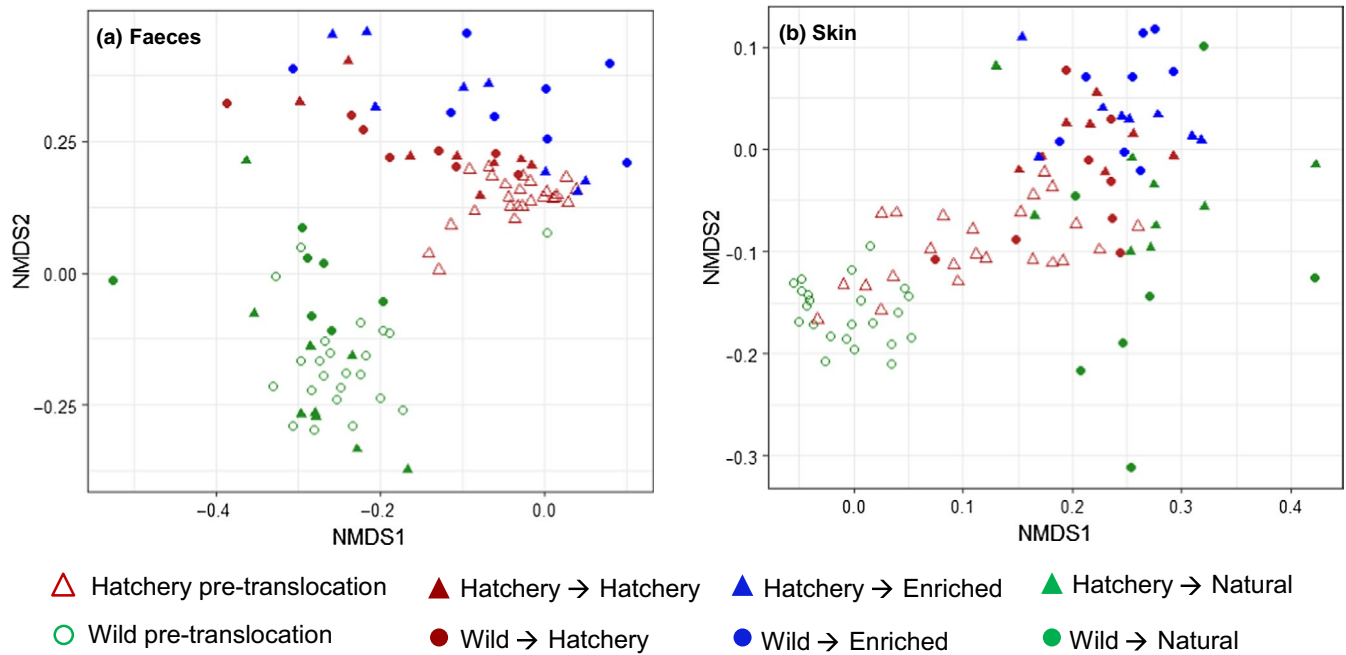 (a) Faeces
NMDS2
0.25
0.00
−0.25
−0.4
−0.2
0.0
NMDS1
(b) Skin
NMDS2
0.1
0.0
−0.1
−0.2
−0.3
0.0
0.1
0.2
0.3
0.4
NMDS1
Hatchery pre-translocation
Hatchery → Hatchery
Hatchery → Enriched
Hatchery → Natural
Wild pre-translocation
Wild → Hatchery
Wild → Enriched
Wild → Natural